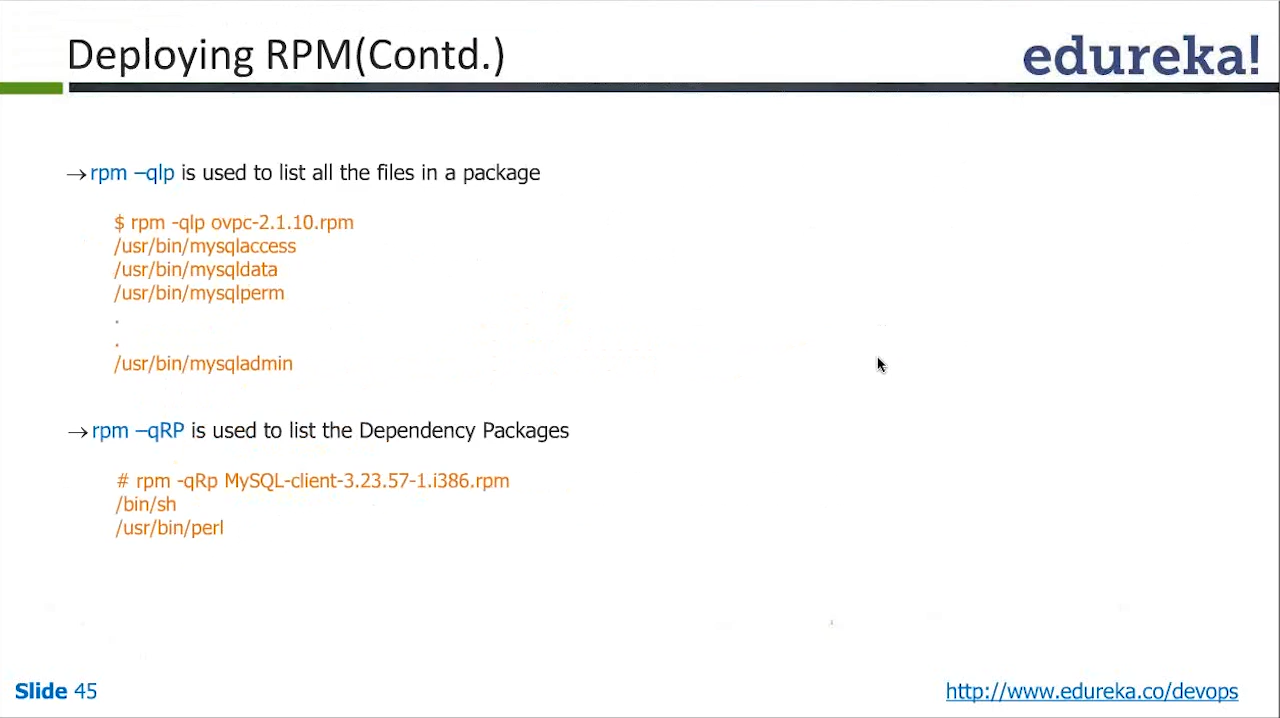 Deploying RPM(Contd.)
edureka!
→rpm –qlp is used to list all the files in a package
$ rpm -qlp ovpc-2.1.10.rpm
/usr/bin/mysqlaccess
/usr/bin/mysqldata
/usr/bin/mysqlperm
.
.
/usr/bin/mysqladmin
→rpm –qRP is used to list the Dependency Packages
# rpm -qRp MySQL-client-3.23.57-1.i386.rpm
/bin/sh
/usr/bin/perl
Slide 45
http://www.edureka.co/devops